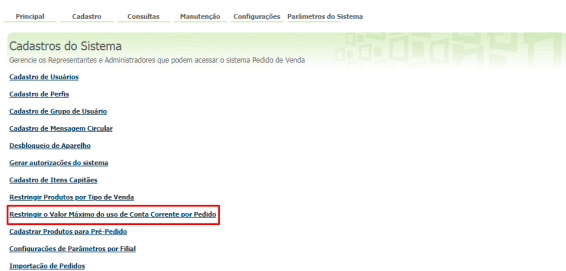 Principal Cadastro Consultas Manutenção Configurações Parâmetros do Sistema
Cadastros do Sistema
Gerencie os Representantes e Administradores que podem acessar o sistema Pedido de Venda
Cadastro de Usuários
Cadastro de Perfis
Cadastro de Grupo de Usuário
Cadastro de Mensagem Circular
Desbloqueio de Aparelho
Gerar autorizações do sistema
Cadastro de Itens Capitães
Restringir Produtos por Tipo de Venda
Restringir o Valor Máximo do uso de Conta Corrente por Pedido
Cadastrar Produtos para Pré-Pedido
Configurações de Parâmetros por Filial
Importação de Pedidos